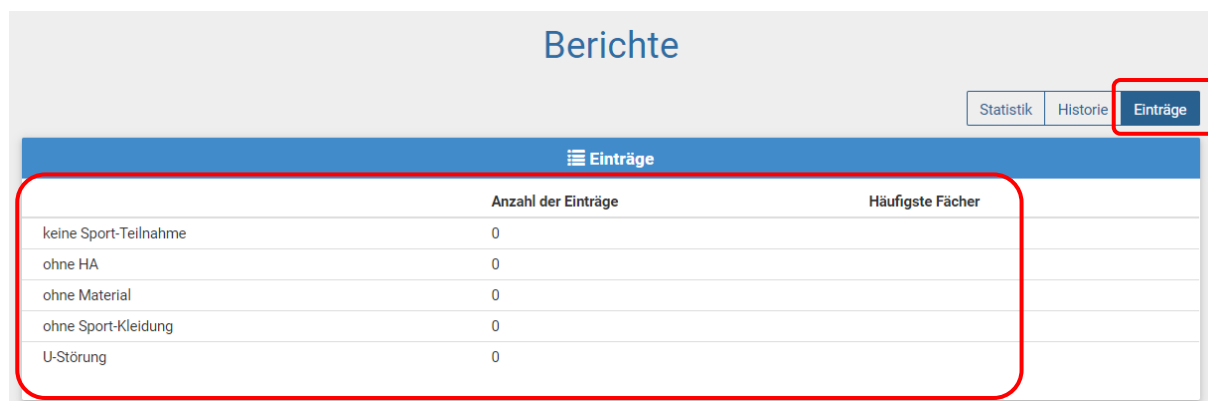 Berichte
Statistik Historie Einträge
Einträge
Anzahl der Einträge Häufigste Fächer
keine Sport-Teilnahme 0
ohne HA 0
ohne Material 0
ohne Sport-Kleidung 0
U-Störung 0